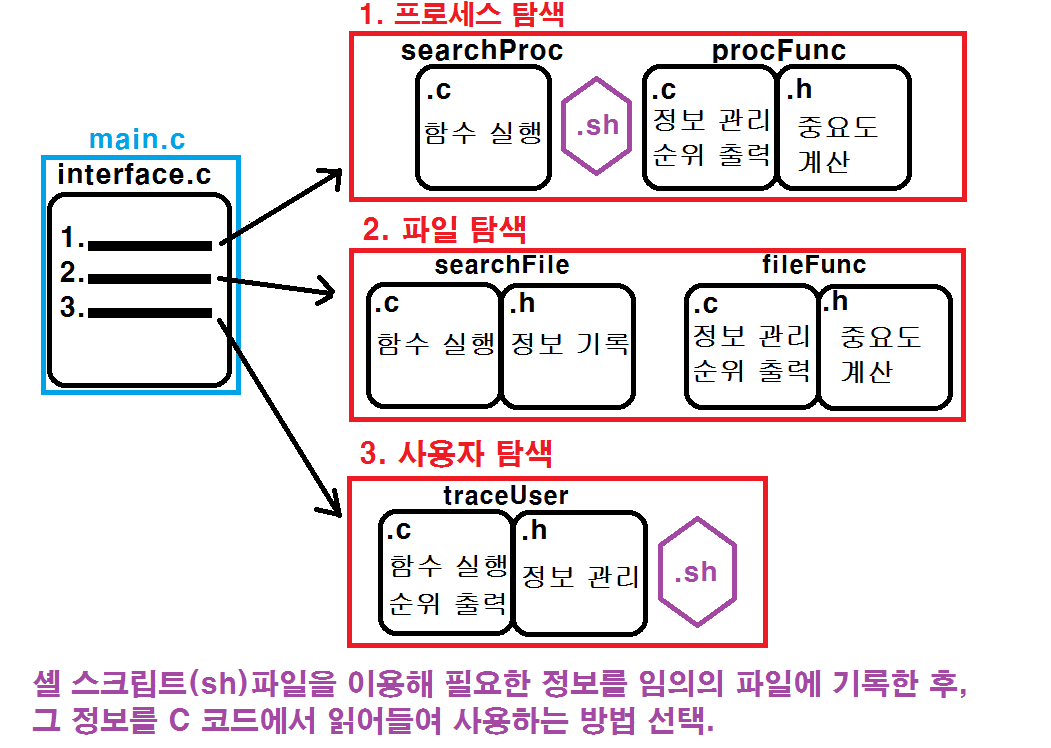 1. 프로세스 탐색
searchProc
procFunc
.c
함수 실행
.sh
.c
정보 관리
순위 출력
.h
중요도
계산
main.c
interface.c
1.
2.
3.
2. 파일 탐색
searchFile
fileFunc
.c
함수 실행
.h
정보 기록
.c
정보 관리
순위 출력
.h
중요도
계산
3. 사용자 탐색
traceUser
.c
함수 실행
순위 출력
.h
정보 관리
.sh
셸 스크립트(sh)파일을 이용해 필요한 정보를 임의의 파일에 기록한 후,
그 정보를 C 코드에서 읽어들여 사용하는 방법 선택.